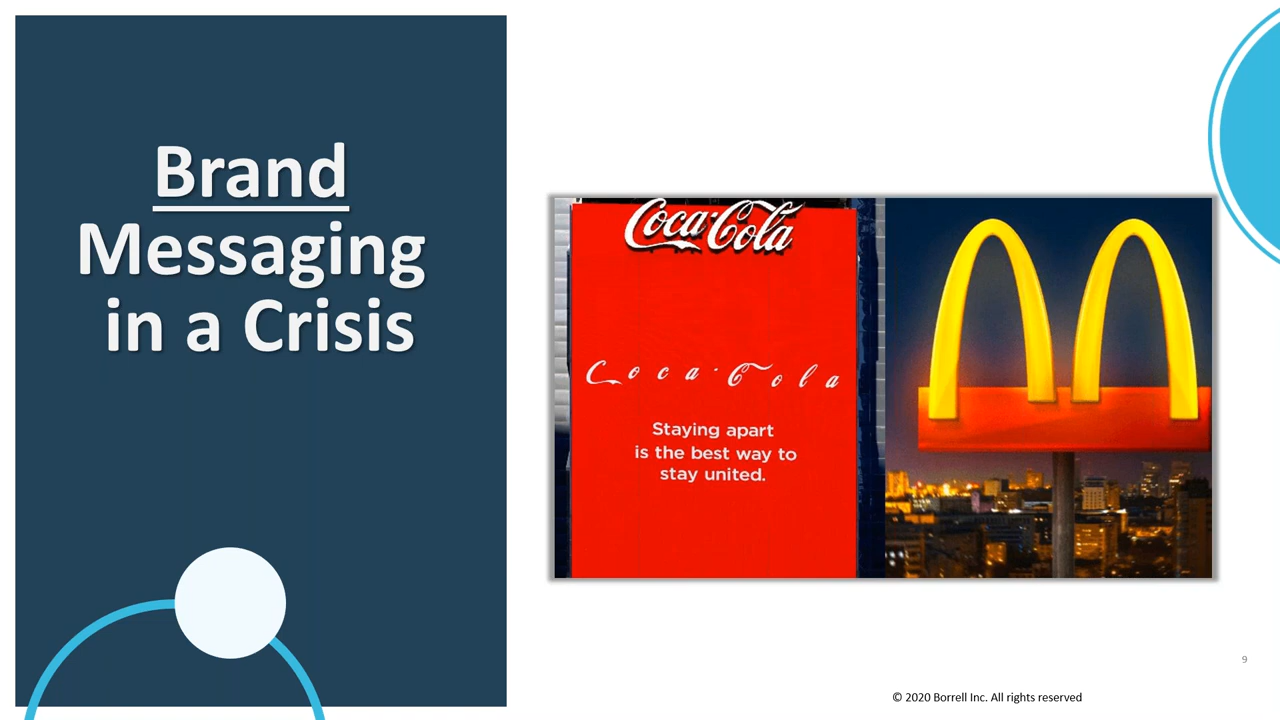 Brand
Messaging
in a Crisis
Coca-Cola
Coca-Cola
Staying apart
is the best way to
stay united.
9
© 2020 Borrell Inc. All rights reserved